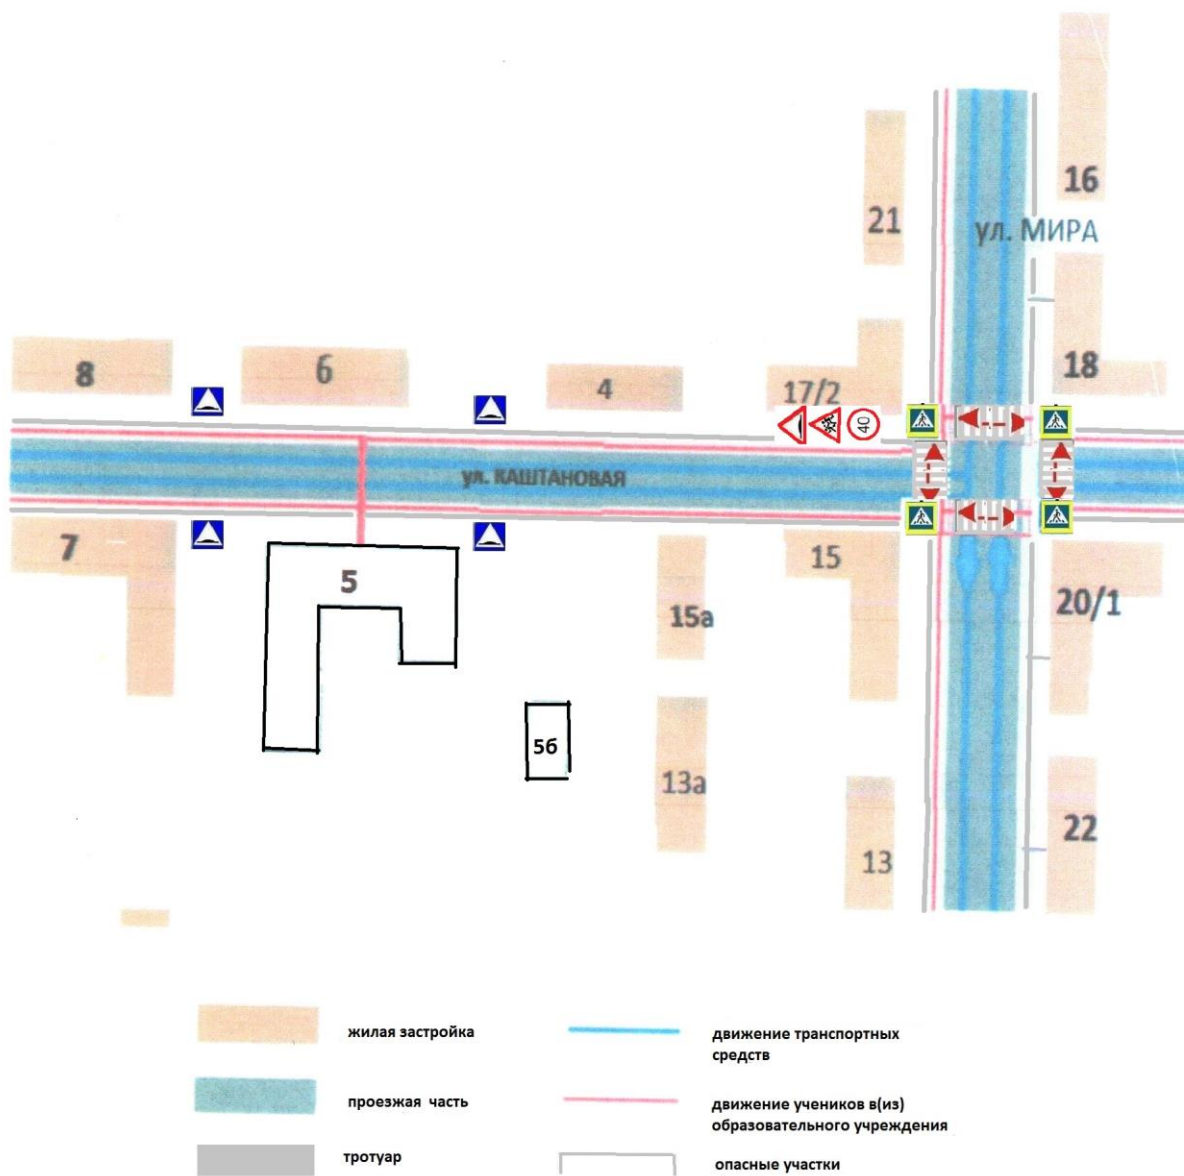 16
21
ул. МИРА
8
6
4
17/2
18
40
ул. КАШТАНОВАЯ
7
5
15
15а
20/1
5б
13а
13
22
жилая застройка
движение транспортных
средств
проезжая часть
движение учеников в(из)
образовательного учреждения
тротуар
опасные участки